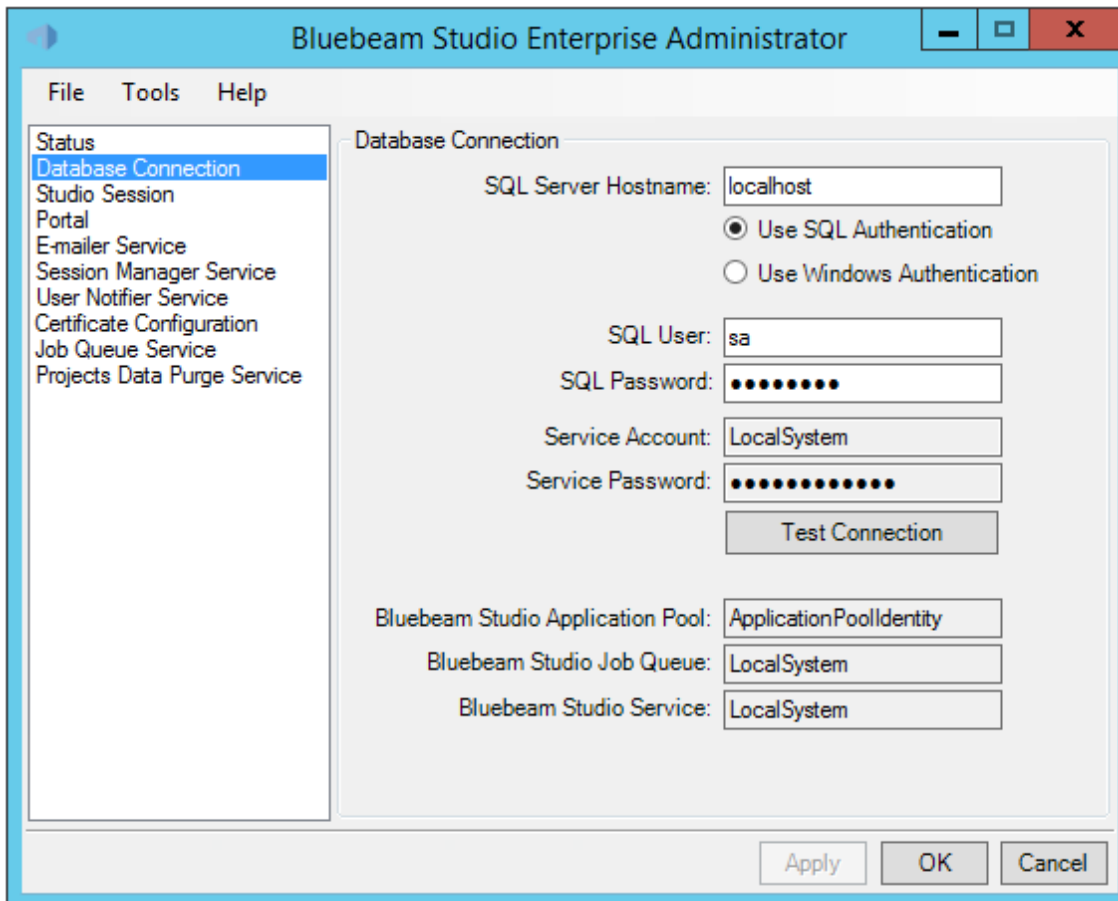 Bluebeam Studio Enterprise Administrator
File Tools Help
Status
Database Connection
Studio Session
Portal
E-mailer Service
Session Manager Service
User Notifier Service
Certificate Configuration
Job Queue Service
Projects Data Purge Service
Database Connection
SQL Server Hostname: localhost
Use SQL Authentication
Use Windows Authentication
SQL User: sa
SQL Password: ●●●●●●●●
Service Account: LocalSystem
Service Password: ●●●●●●●●●●●●
Test Connection
Bluebeam Studio Application Pool: ApplicationPoolIdentity
Bluebeam Studio Job Queue: LocalSystem
Bluebeam Studio Service: LocalSystem
Apply OK Cancel